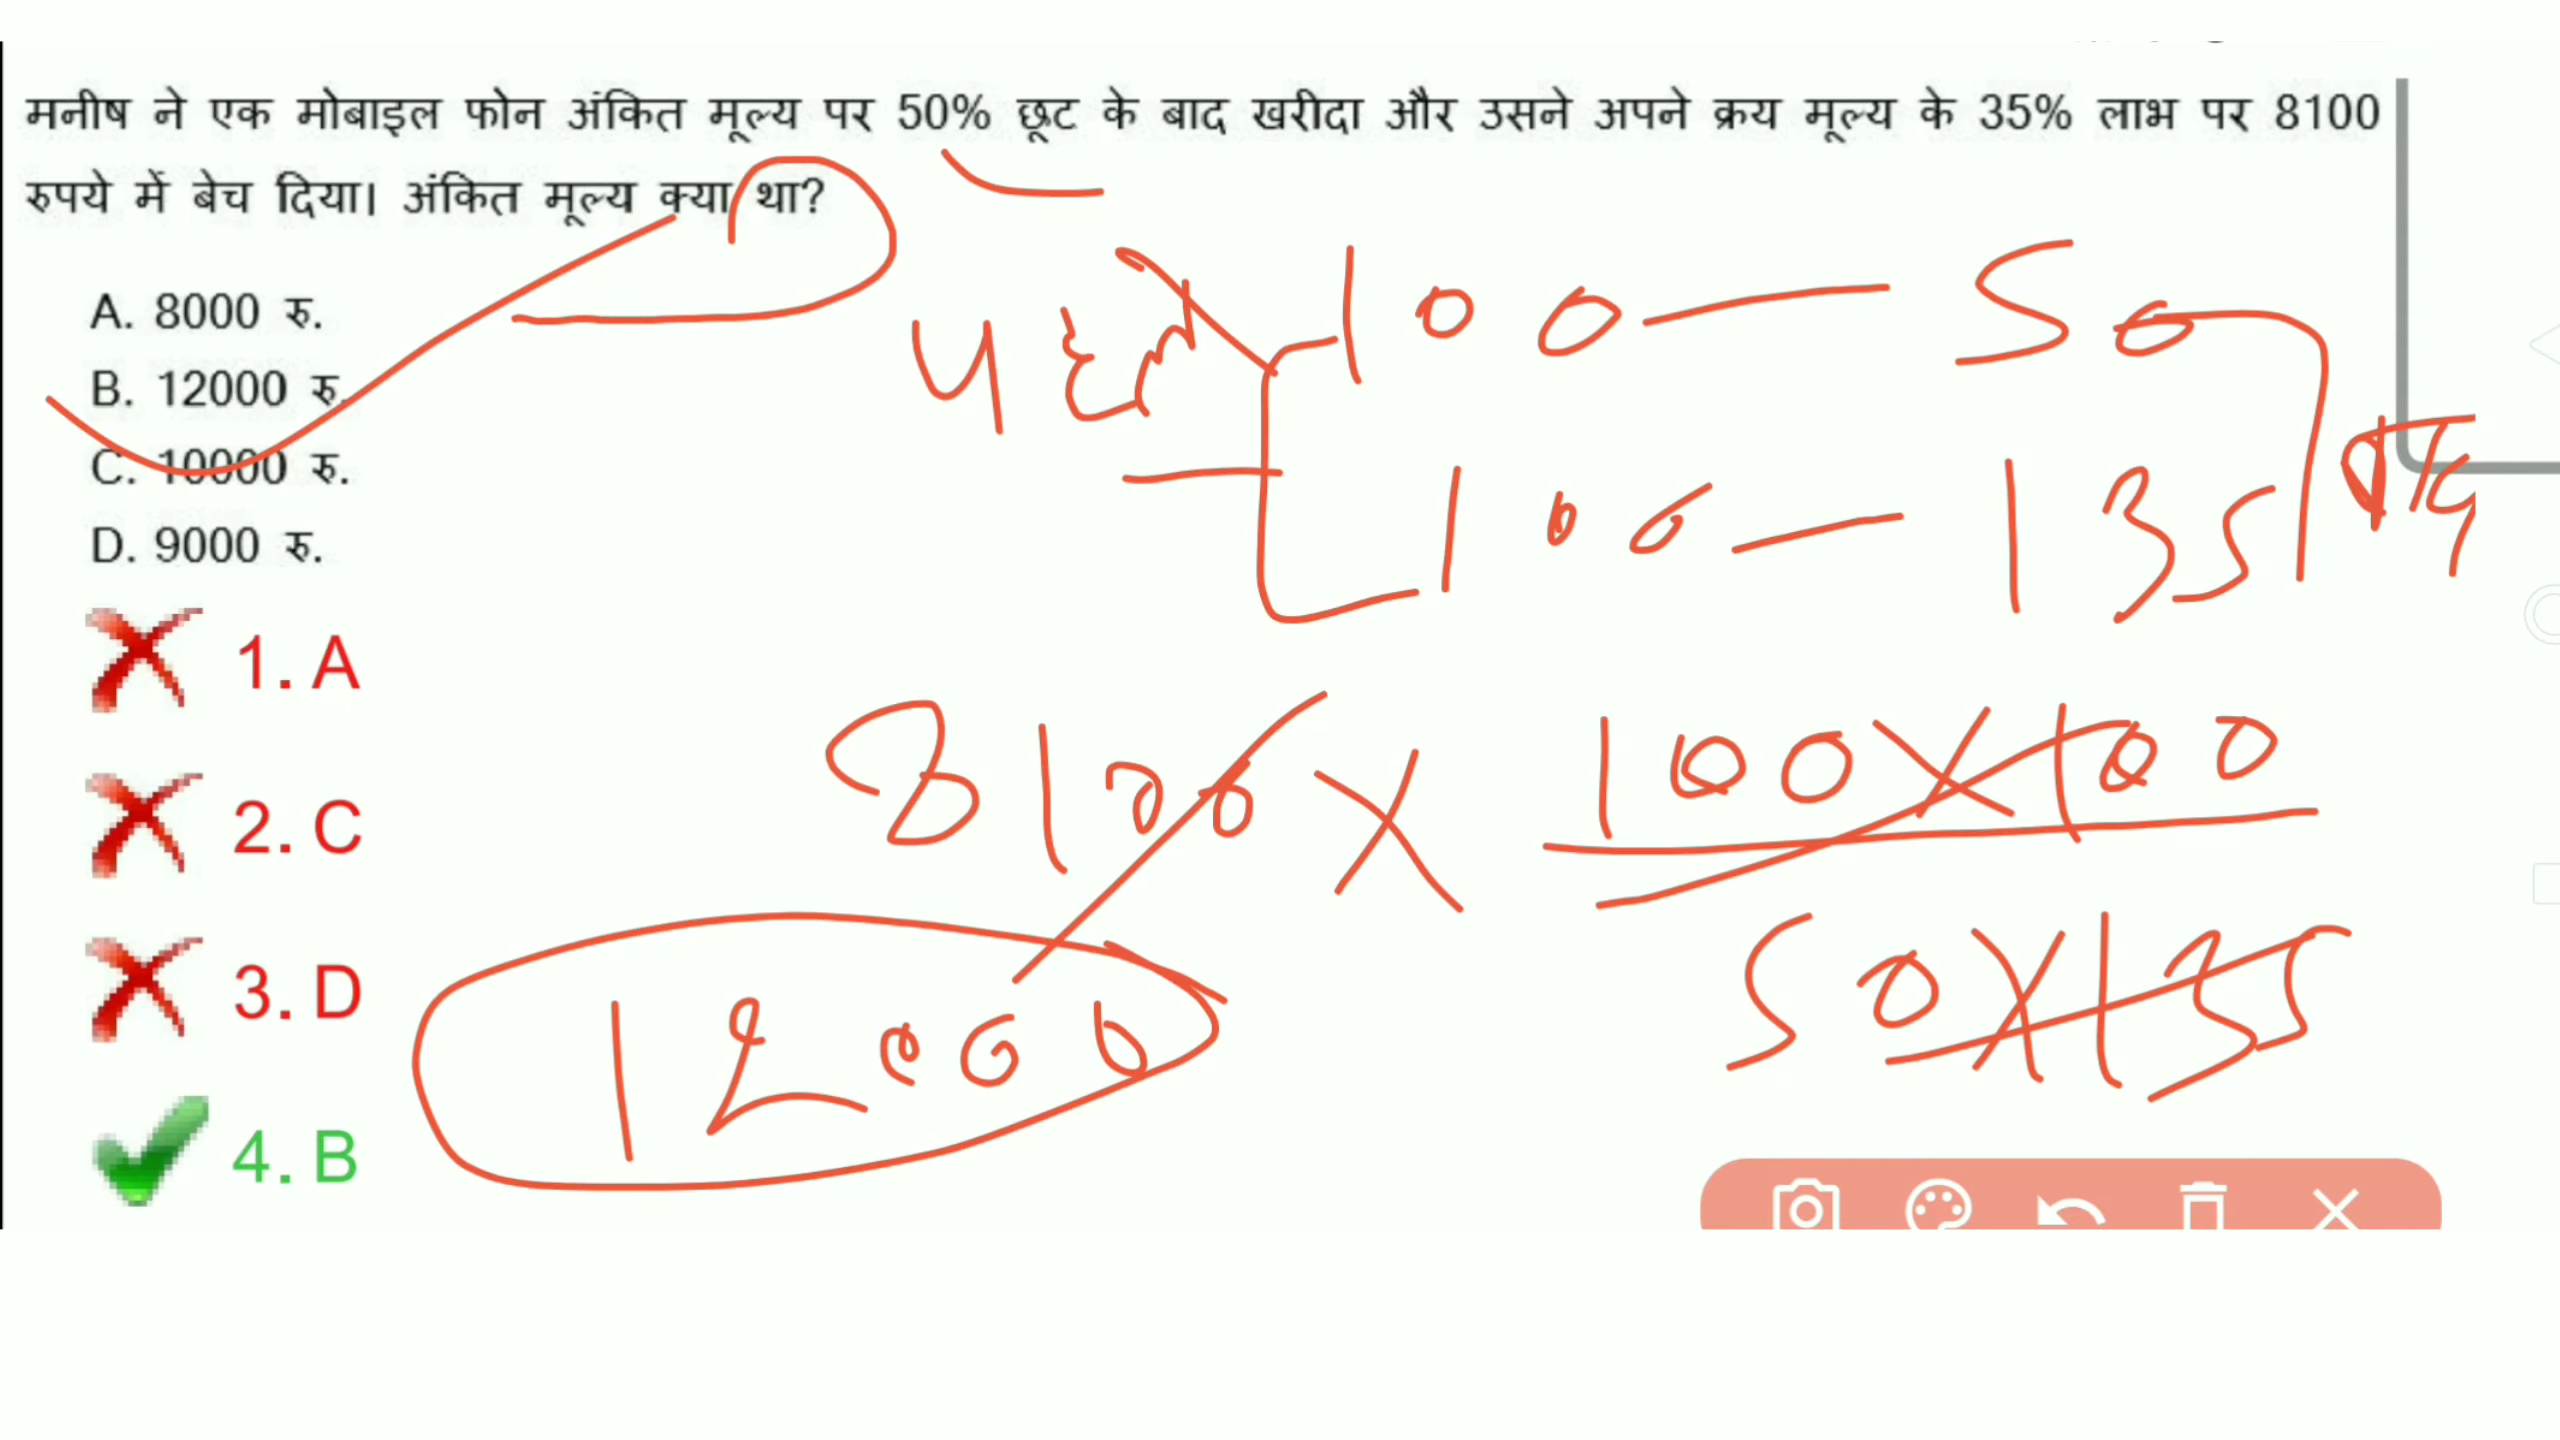 मनीष ने एक मोबाइल फोन अंकित मूल्य पर 50% छूट के बाद खरीदा और उसने अपने क्रय मूल्य के 35% लाभ पर 8100
रुपये में बेच दिया। अंकित मूल्य क्या था?
A. 8000 रु.
B. 12000 रु.
C. 10000 रु.
D. 9000 रु.
1. A
2. C
3. D
4. B
100 — 50
100 — 135
8100 X 100 X 100
50 X 135
12000